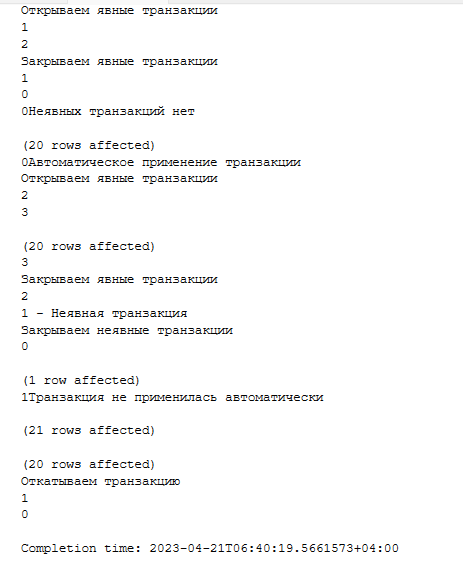 Открываем явные транзакции
1
2
Закрываем явные транзакции
1
0
0Неявных транзакций нет
(20 rows affected)
0Автоматическое применение транзакции
Открываем явные транзакции
2
3
(20 rows affected)
3
Закрываем явные транзакции
2
1 - Неявная транзакция
Закрываем неявные транзакции
0
(1 row affected)
1Транзакция не применилась автоматически
(21 rows affected)
(20 rows affected)
Откатываем транзакцию
1
0
Completion time: 2023-04-21T06:40:19.5661573+04:00